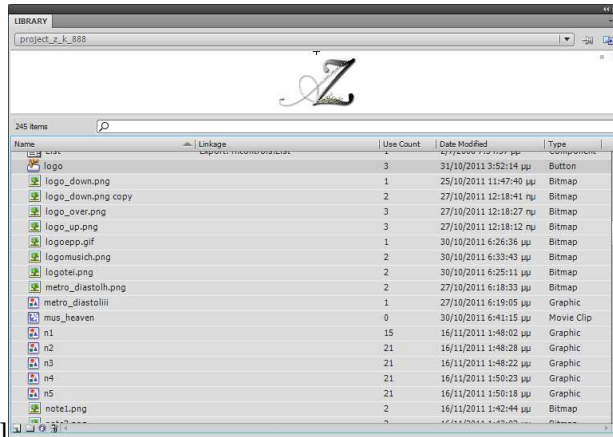 LIBRARY
project_z_k_888
245 items
Name Linkage Use Count Date Modified Type
logo 3 31/10/2011 3:52:14 μμ Button
logo_down.png 1 25/10/2011 11:47:40 μμ Bitmap
logo_down.png copy 2 27/10/2011 12:18:41 πμ Bitmap
logo_over.png 3 27/10/2011 12:18:27 πμ Bitmap
logo_up.png 3 27/10/2011 12:18:12 πμ Bitmap
logoepp.gif 1 30/10/2011 6:26:36 μμ Bitmap
logomusich.png 2 30/10/2011 6:33:43 μμ Bitmap
logotei.png 2 30/10/2011 6:25:11 μμ Bitmap
metro_diastolh.png 2 27/10/2011 6:18:33 μμ Bitmap
metro_diastoliii 1 27/10/2011 6:19:05 μμ Graphic
mus_heaven 0 30/10/2011 6:41:15 μμ Movie Clip
n1 15 16/11/2011 1:48:02 μμ Graphic
n2 21 16/11/2011 1:48:28 μμ Graphic
n3 21 16/11/2011 1:48:22 μμ Graphic
n4 21 16/11/2011 1:50:23 μμ Graphic
n5 21 16/11/2011 1:50:18 μμ Graphic
note1.png 2 16/11/2011 1:42:44 μμ Bitmap